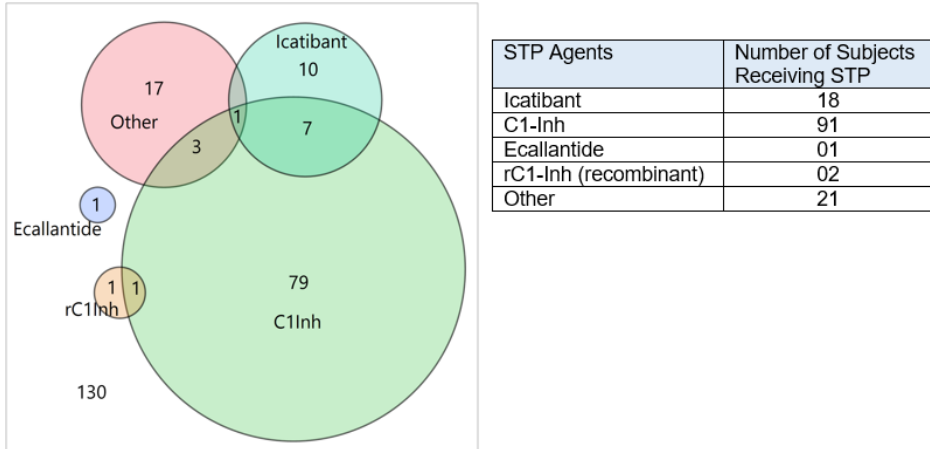 Icatibant
10
17
Other
1
7
3
1
Ecallantide
1 1
rC1Inh
79
C1Inh
130
STP Agents Number of Subjects
Receiving STP
Icatibant 18
C1-Inh 91
Ecallantide 01
rC1-Inh (recombinant) 02
Other 21